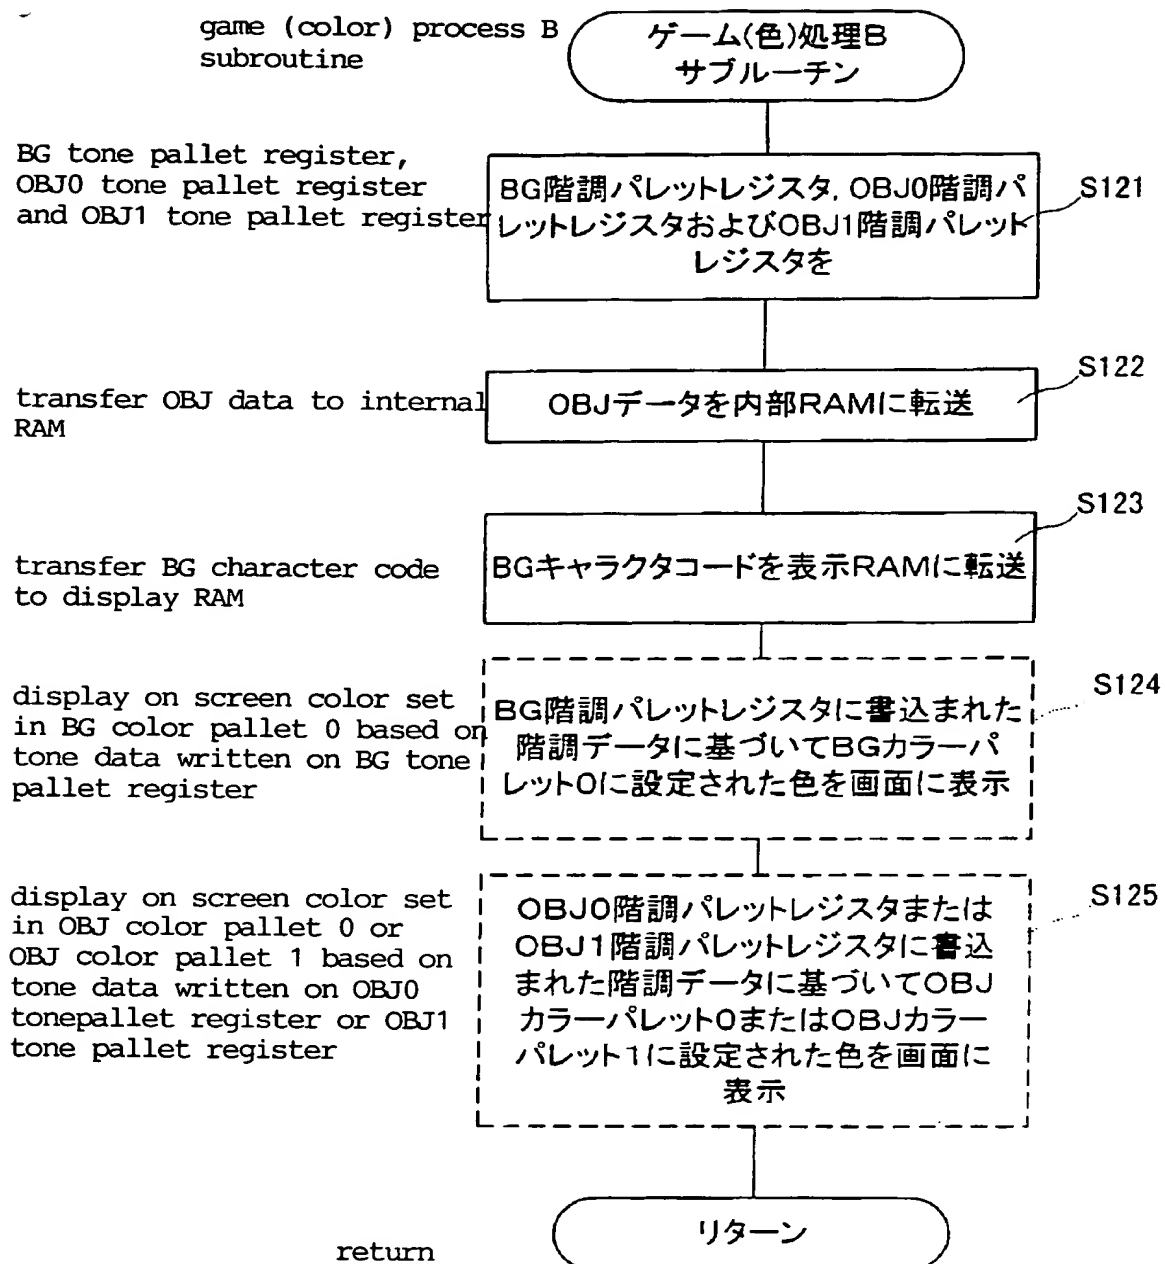 game (color) process B
subroutine
ゲーム(色)処理B
サブルーチン
BG tone pallet register,
OBJ0 tone pallet register
and OBJ1 tone pallet register
BG階調パレットレジスタ, OBJ0階調パ
レットレジスタおよびOBJ1階調パレット
レジスタを
S121
transfer OBJ data to internal
RAM
OBJデータを内部RAMに転送
S122
transfer BG character code
to display RAM
BGキャラクタコードを表示RAMに転送
S123
display on screen color set
in BG color pallet 0 based on
tone data written on BG tone
pallet register
BG階調パレットレジスタに書込まれた
階調データに基づいてBGカラーパ
レット0に設定された色を画面に表示
S124
display on screen color set
in OBJ color pallet 0 or
OBJ color pallet 1 based on
tone data written on OBJ0
tonepallet register or OBJ1
tone pallet register
OBJ0階調パレットレジスタまたは
OBJ1階調パレットレジスタに書込
まれた階調データに基づいてOBJ
カラーパレット0またはOBJカラー
パレット1に設定された色を画面に
表示
S125
return
リターン